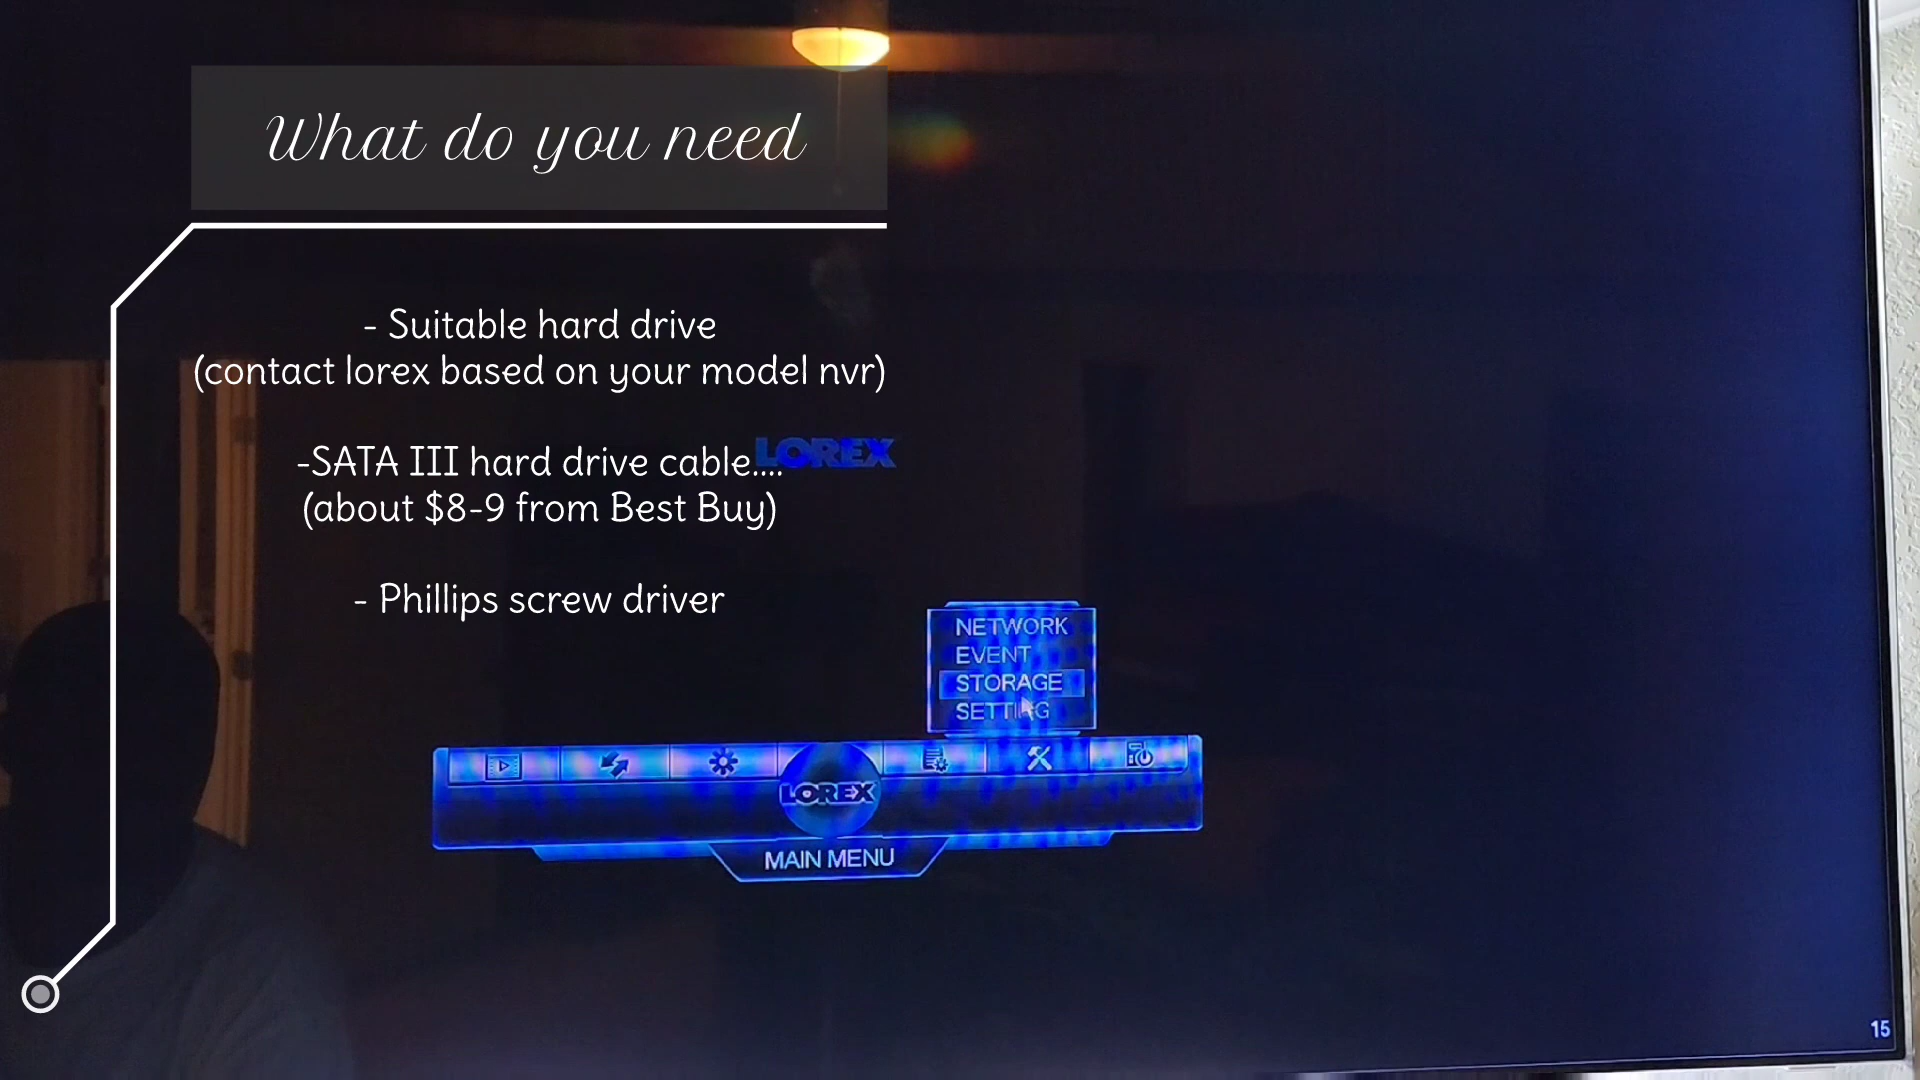 What do you need
- Suitable hard drive
(contact lorex based on your model nvr)
-SATA III hard drive cable....
(about $8-9 from Best Buy)
- Phillips screw driver
LOREX
NETWORK
EVENT
STORAGE
SETTING
LOREX
MAIN MENU
15